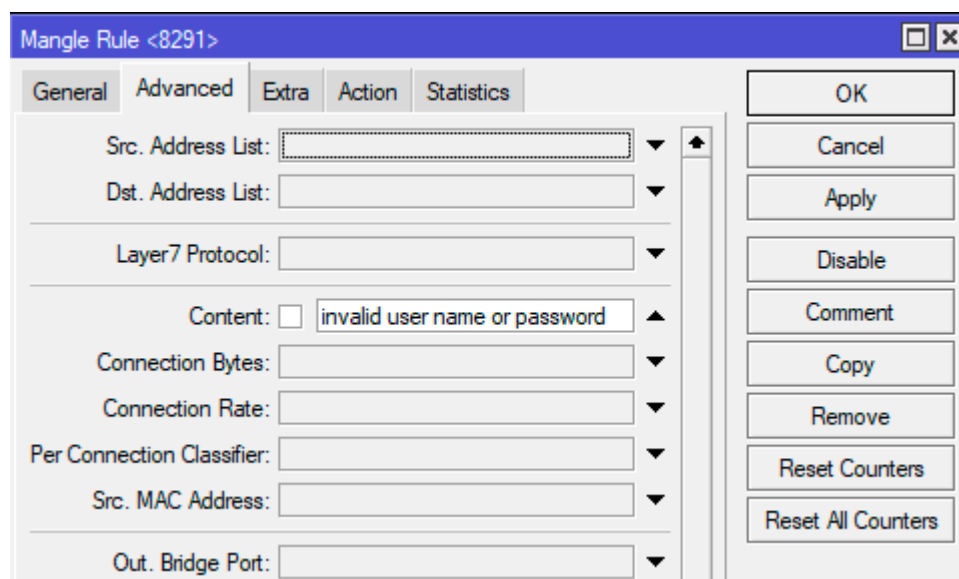 Mangle Rule <8291>
General Advanced Extra Action Statistics
OK
Src. Address List:
Cancel
Dst. Address List:
Apply
Layer7 Protocol:
Disable
Content: invalid user name or password
Comment
Connection Bytes:
Copy
Connection Rate:
Remove
Per Connection Classifier:
Reset Counters
Src. MAC Address:
Reset All Counters
Out. Bridge Port: